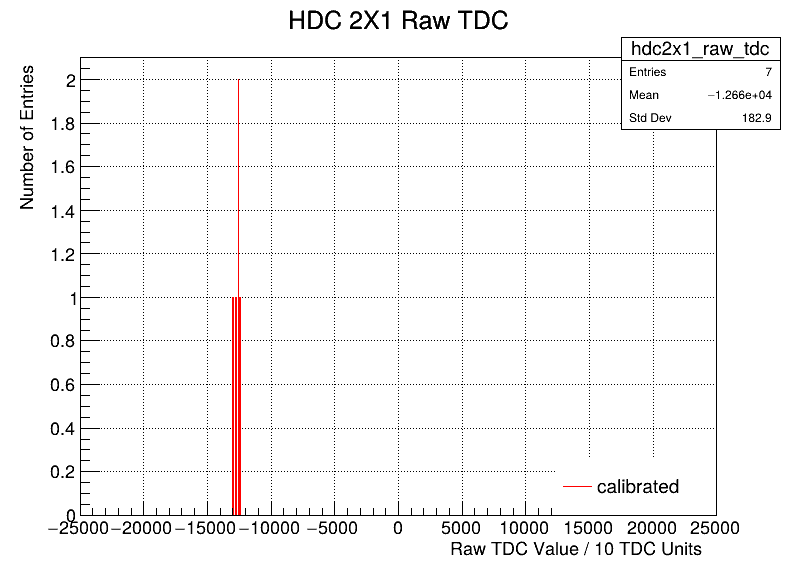 HDC 2X1 Raw TDC
hdc2x1_raw_tdc
Entries 7
Mean −1.266e+04
Std Dev 182.9
Number of Entries
2
1.8
1.6
1.4
1.2
1
0.8
0.6
0.4
0.2
0
calibrated
−25000 −20000 −15000 −10000 −5000 0 5000 10000 15000 20000 25000
Raw TDC Value / 10 TDC Units